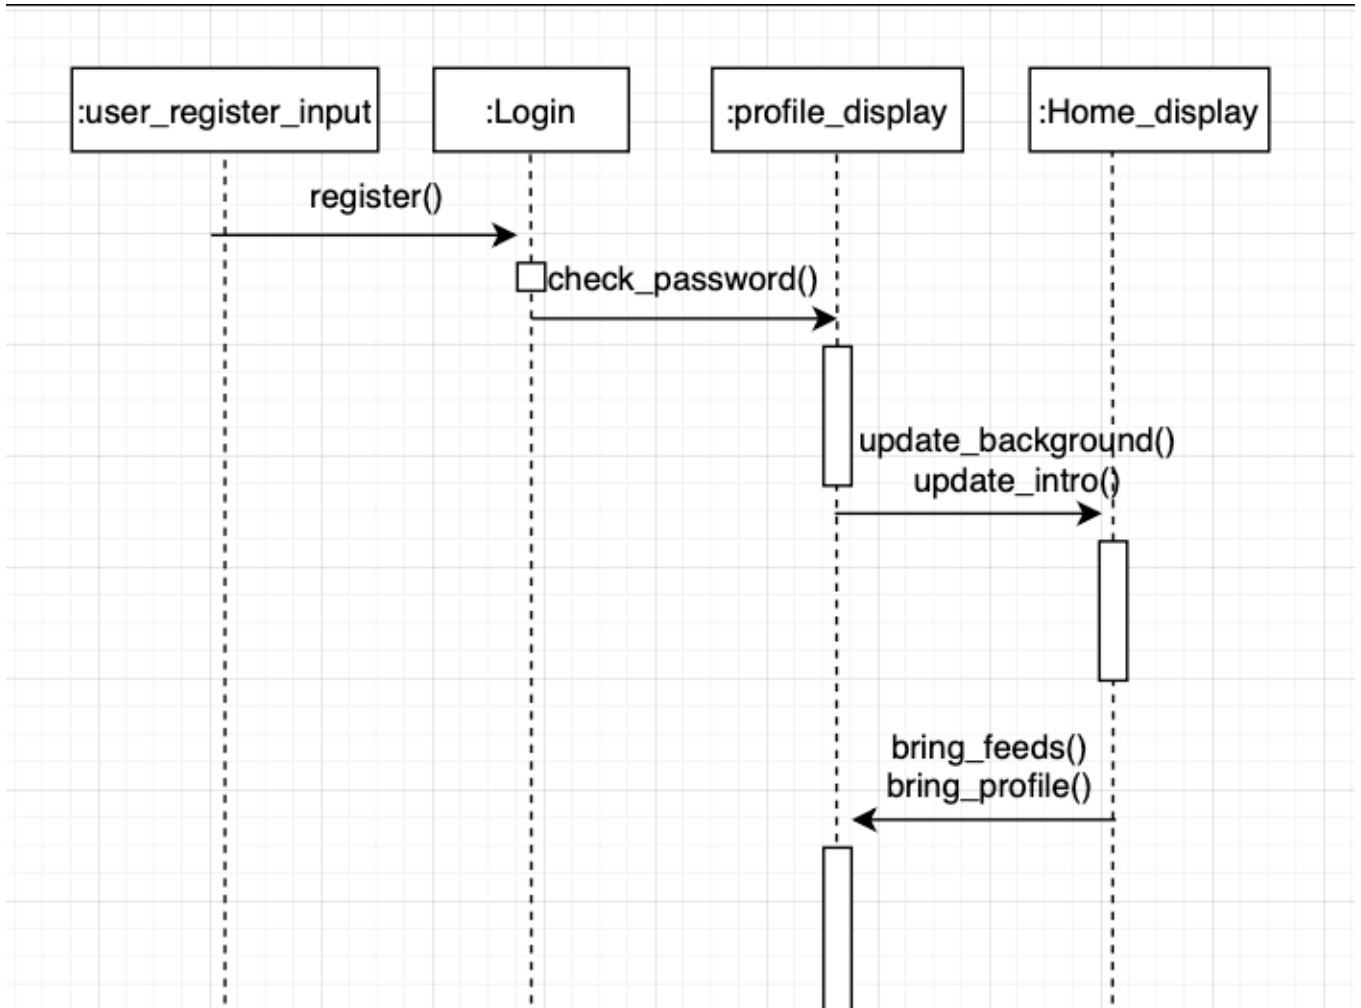 :user_register_input
:Login
:profile_display
:Home_display
register()
check_password()
update_background()
update_intro()
bring_feeds()
bring_profile()